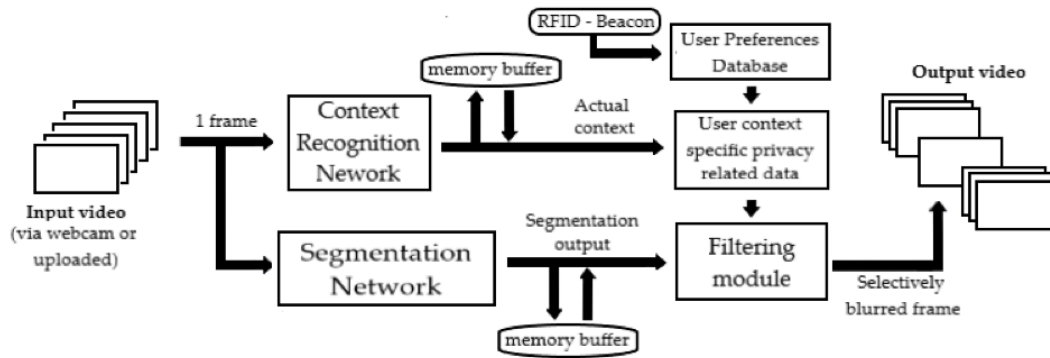 RFID - Beacon
User Preferences
Database
memory buffer
Output video
1 frame
Context
Recognition
Nework
Actual
context
User context
specific privacy
related data
Input video
(via webcam or
uploaded)
Segmentation
Network
Segmentation
output
Filtering
module
Selectively
blurred frame
memory buffer